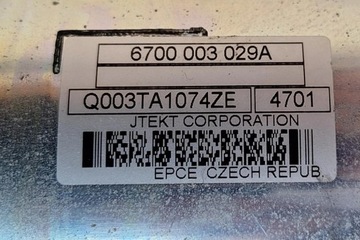 6700 003 029A
Q003TA1074ZE 4701
JTEKT CORPORATION
EPCE CZECH REPUB.